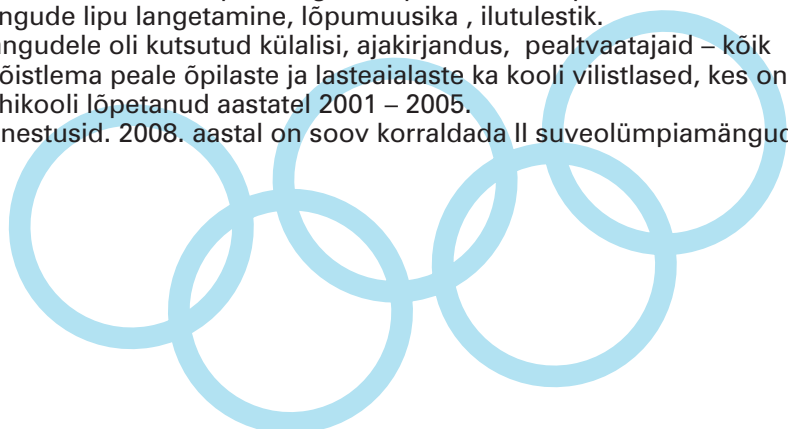 ngude lipu langetamine, lõpumuusika , ilutulestik.
ngudele oli kutsutud külalisi, ajakirjandus, pealtvaatajaid – kõik
õistlema peale õpilaste ja lasteaialaste ka kooli vilistlased, kes on
hikooli lõpetanud aastatel 2001 – 2005.
nestusid. 2008. aastal on soov korraldada ll suveolümpiamängud